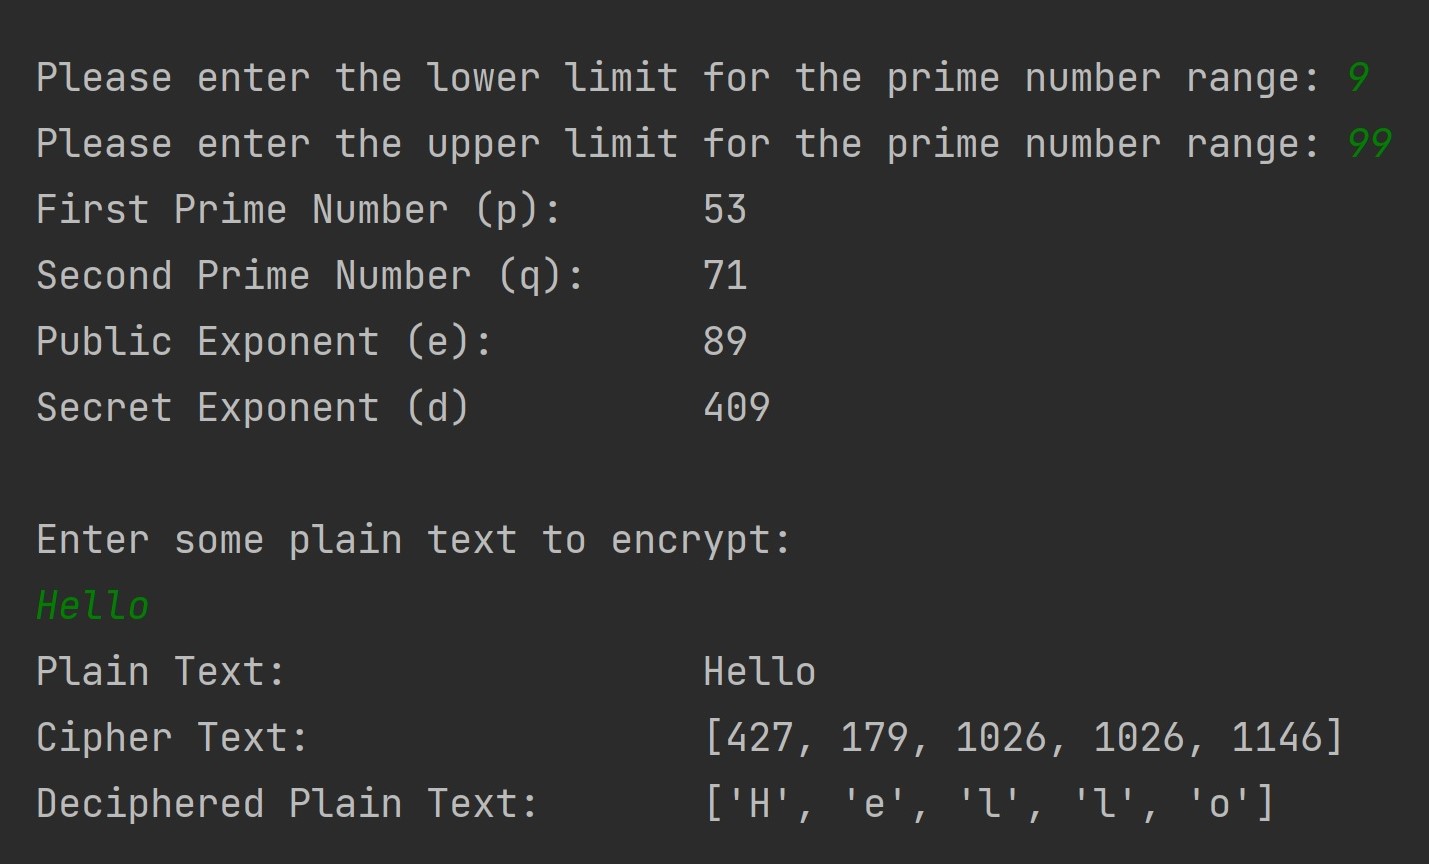 Please enter the lower limit for the prime number range: 9
Please enter the upper limit for the prime number range: 99
First Prime Number (p): 53
Second Prime Number (q): 71
Public Exponent (e): 89
Secret Exponent (d) 409
Enter some plain text to encrypt:
Hello
Plain Text: Hello
Cipher Text: [427, 179, 1026, 1026, 1146]
Deciphered Plain Text: ['H', 'e', 'l', 'l', 'o']